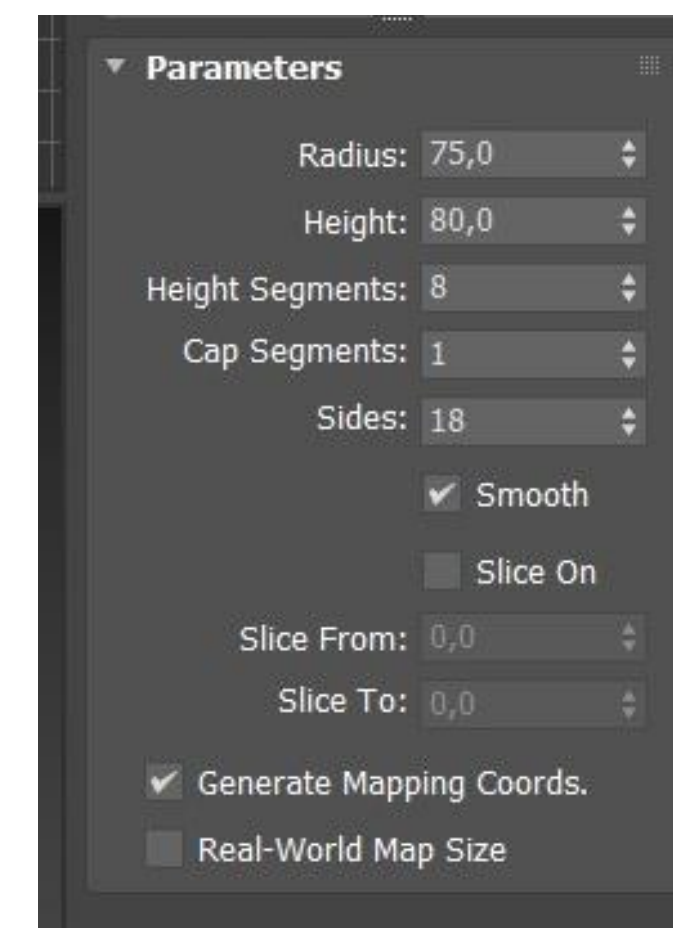 Parameters
Radius: 75,0
Height: 80,0
Height Segments: 8
Cap Segments: 1
Sides: 18
Smooth
Slice On
Slice From: 0,0
Slice To: 0,0
Generate Mapping Coords.
Real-World Map Size